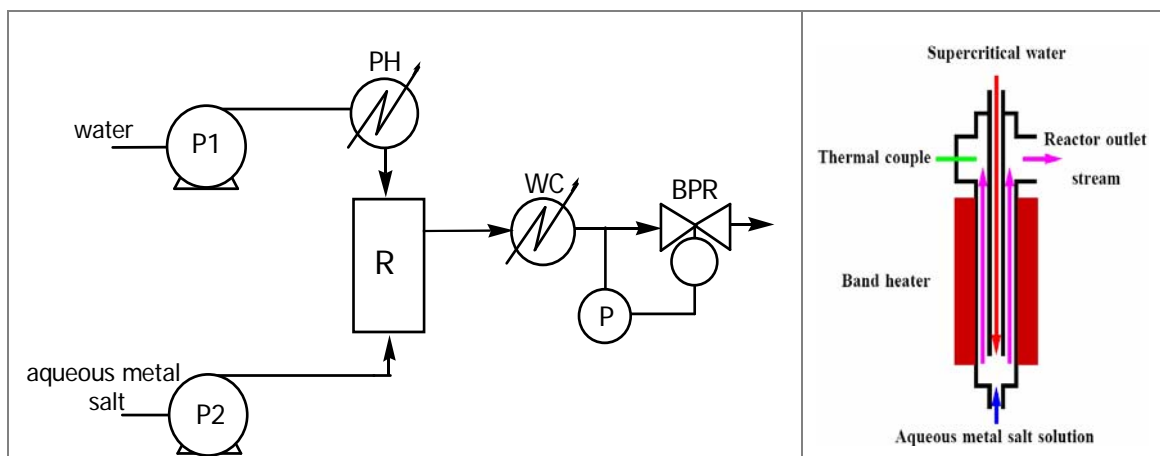 PH
water
P1
WC
BPR
R
P
aqueous metal
salt
P2
Supercritical water
Thermal couple
Reactor outlet
stream
Band heater
Aqueous metal salt solution